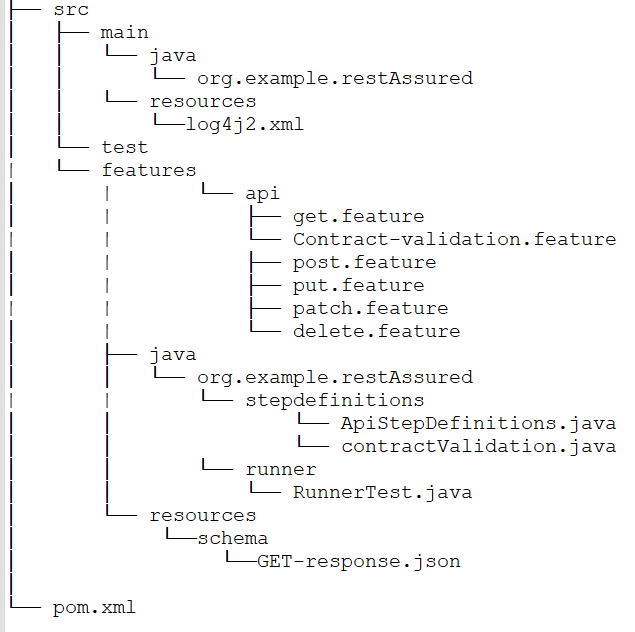 ├── src
│   ├── main
│   │   └── java
│   │       └── org.example.restAssured
│   │   └── resources
│   │       └──log4j2.xml
│   └── test
|   └── features
│       |       └── api
│       |           ├── get.feature
|       |           └── Contract-validation.feature
│       |           ├── post.feature
│       |           ├── put.feature
|       |           ├── patch.feature
│       |           └── delete.feature
│       ├── java
│       │   └── org.example.restAssured
|       |       └── stepdefinitions
│       │               └── ApiStepDefinitions.java
│       │               └── contractValidation.java
│       │       └── runner
│       │           └── RunnerTest.java
│       └── resources
│            └──schema
│                 └──GET-response.json
│
└── pom.xml